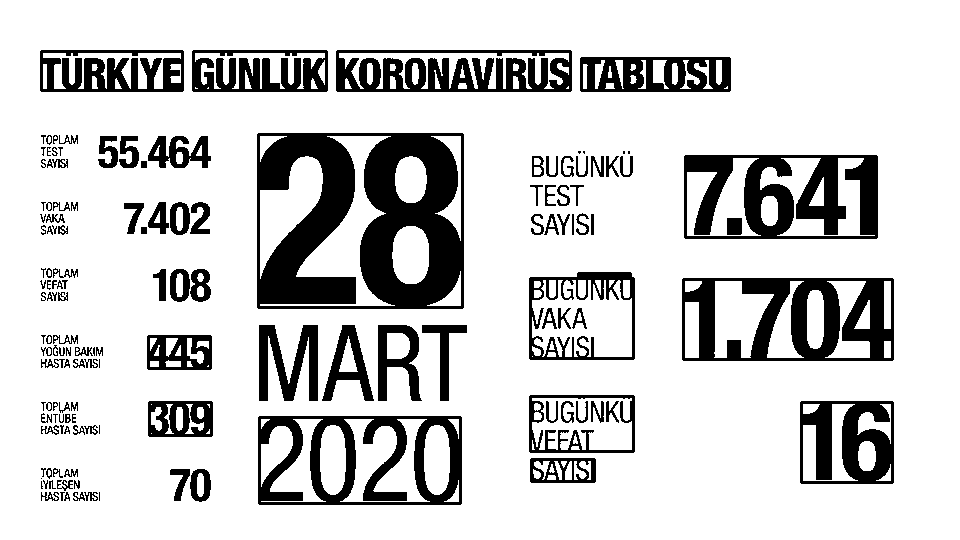 TÜRKİYE GÜNLÜK KORONAVİRÜS TABLOSU
TOPLAM
TEST
SAYISI
55.464
TOPLAM
VAKA
SAYISI
7.402
TOPLAM
VEFAT
SAYISI
108
TOPLAM
YOĞUN BAKIM
HASTA SAYISI
445
TOPLAM
ENTÜBE
HASTA SAYISI
309
TOPLAM
İYİLEŞEN
HASTA SAYISI
70
28
MART
2020
BUGÜNKÜ
TEST
SAYISI
7.641
BUGÜNKÜ
VAKA
SAYISI
1.704
BUGÜNKÜ
VEFAT
SAYISI
16